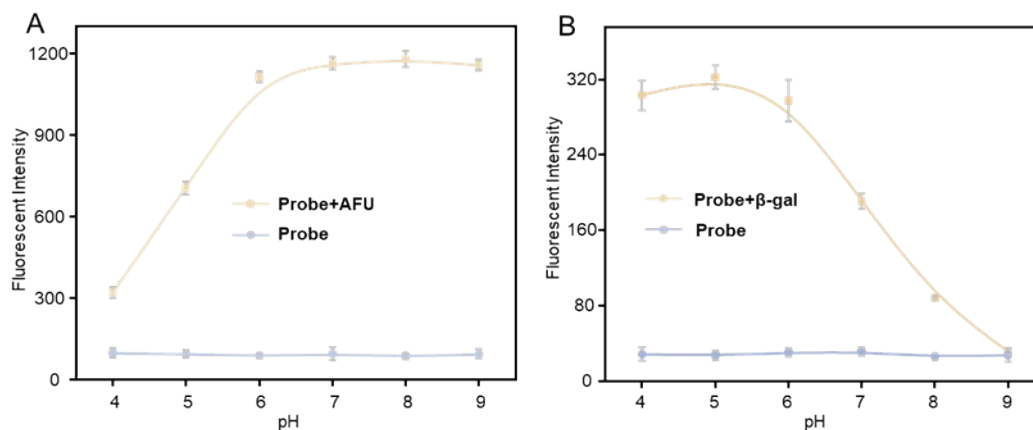 A
Fluorescent Intensity
1200
900
600
300
0
Probe+AFU
Probe
4 5 6 7 8 9
pH
B
Fluorescent Intensity
320
240
160
80
0
Probe+β-gal
Probe
4 5 6 7 8 9
pH